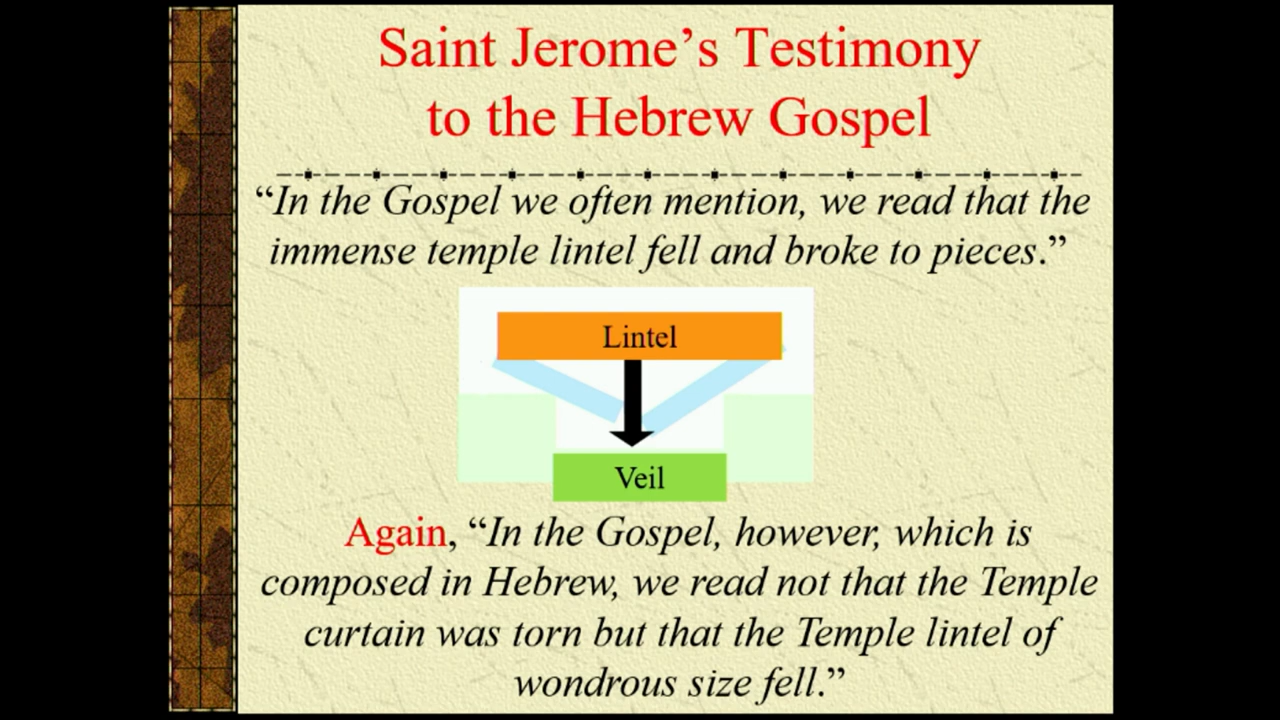 Saint Jerome’s Testimony
to the Hebrew Gospel
“In the Gospel we often mention, we read that the
immense temple lintel fell and broke to pieces.”
Lintel
Veil
Again, “In the Gospel, however, which is
composed in Hebrew, we read not that the Temple
curtain was torn but that the Temple lintel of
wondrous size fell.”